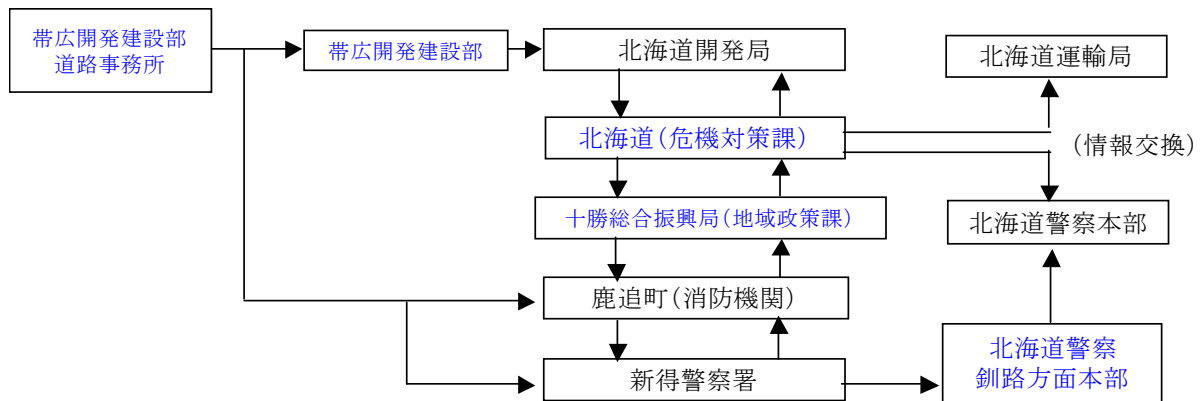 帯広開発建設部
道路事務所
帯広開発建設部
北海道開発局
北海道運輸局
北海道(危機対策課)
(情報交換)
十勝総合振興局(地域政策課)
北海道警察本部
鹿追町(消防機関)
新得警察署
北海道警察
釧路方面本部